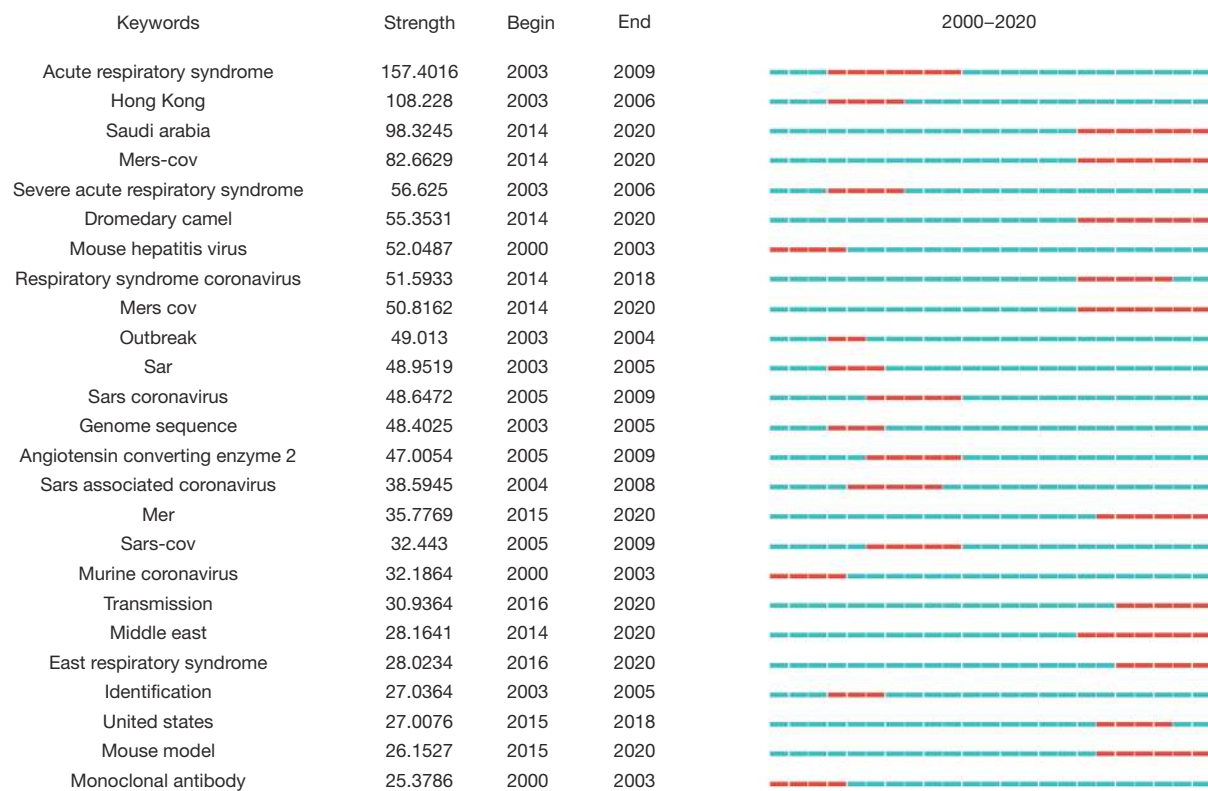 Keywords Strength Begin End 2000–2020
Acute respiratory syndrome 157.4016 2003 2009
Hong Kong 108.228 2003 2006
Saudi arabia 98.3245 2014 2020
Mers-cov 82.6629 2014 2020
Severe acute respiratory syndrome 56.625 2003 2006
Dromedary camel 55.3531 2014 2020
Mouse hepatitis virus 52.0487 2000 2003
Respiratory syndrome coronavirus 51.5933 2014 2018
Mers cov 50.8162 2014 2020
Outbreak 49.013 2003 2004
Sar 48.9519 2003 2005
Sars coronavirus 48.6472 2005 2009
Genome sequence 48.4025 2003 2005
Angiotensin converting enzyme 2 47.0054 2005 2009
Sars associated coronavirus 38.5945 2004 2008
Mer 35.7769 2015 2020
Sars-cov 32.443 2005 2009
Murine coronavirus 32.1864 2000 2003
Transmission 30.9364 2016 2020
Middle east 28.1641 2014 2020
East respiratory syndrome 28.0234 2016 2020
Identification 27.0364 2003 2005
United states 27.0076 2015 2018
Mouse model 26.1527 2015 2020
Monoclonal antibody 25.3786 2000 2003